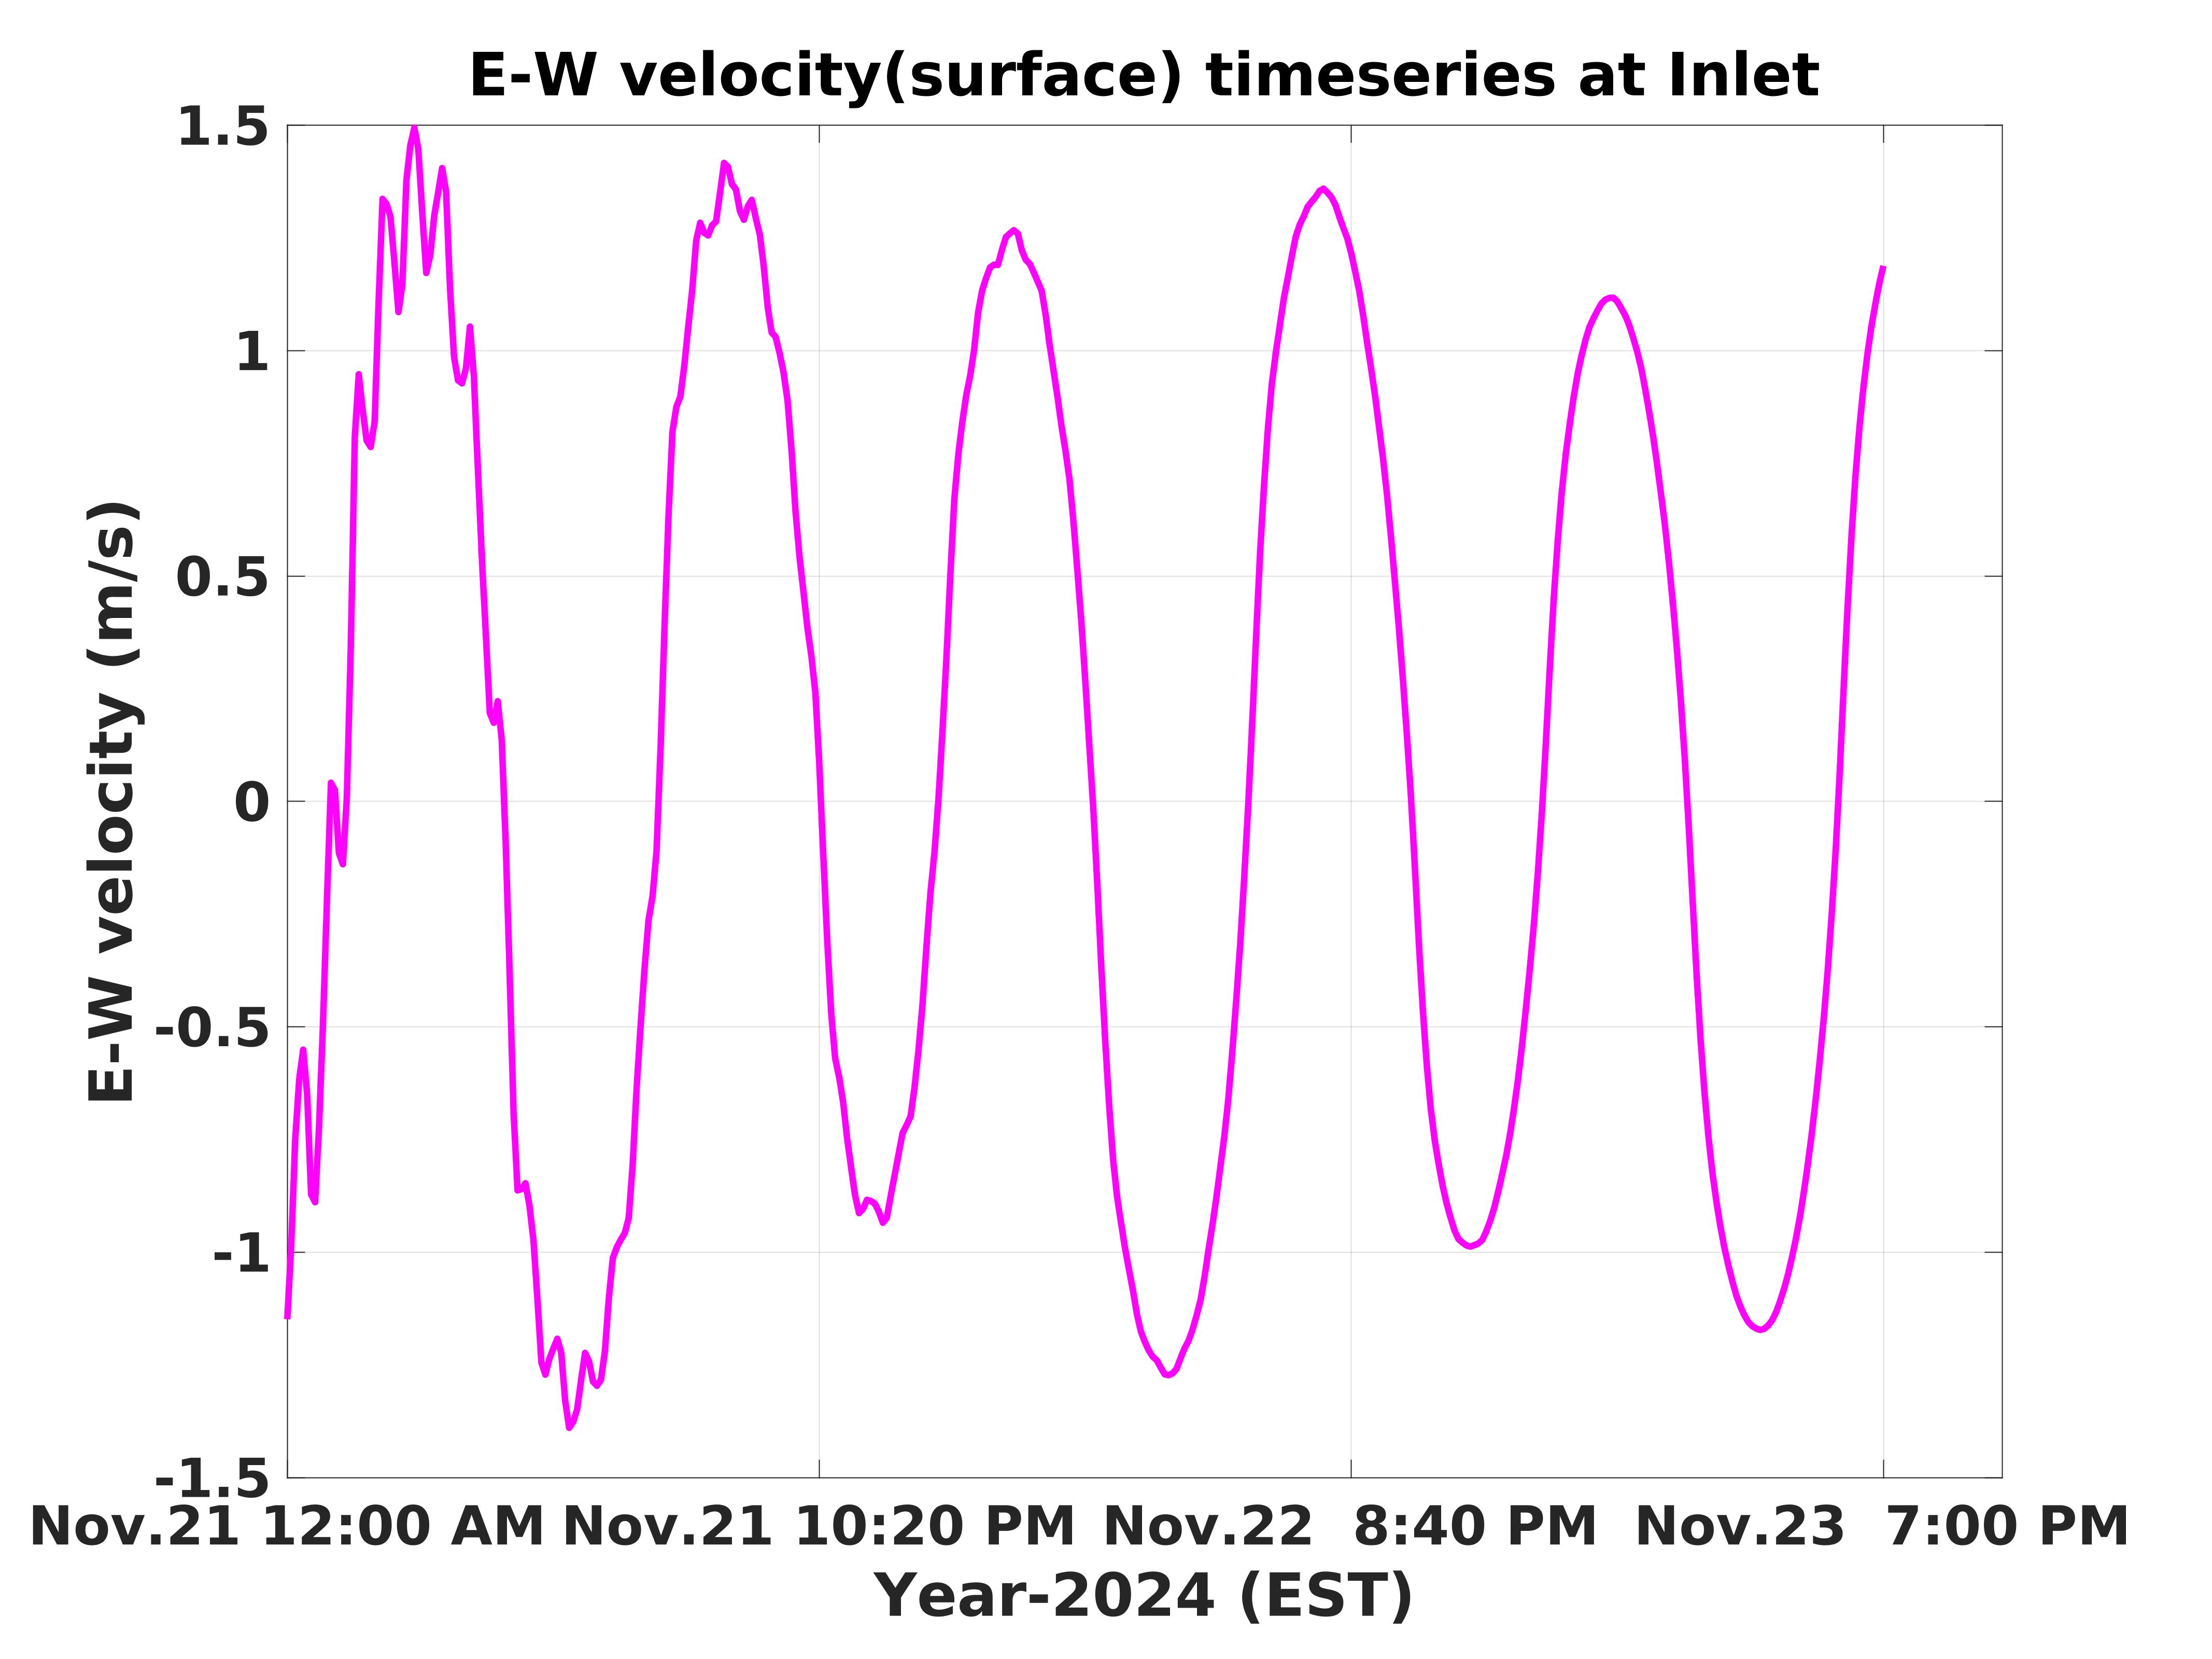 E-W velocity(surface) timeseries at Inlet
E-W velocity (m/s)
1.5
1
0.5
0
-0.5
-1
-1.5
Nov.21 12:00 AM Nov.21 10:20 PM Nov.22 8:40 PM Nov.23 7:00 PM
Year-2024 (EST)